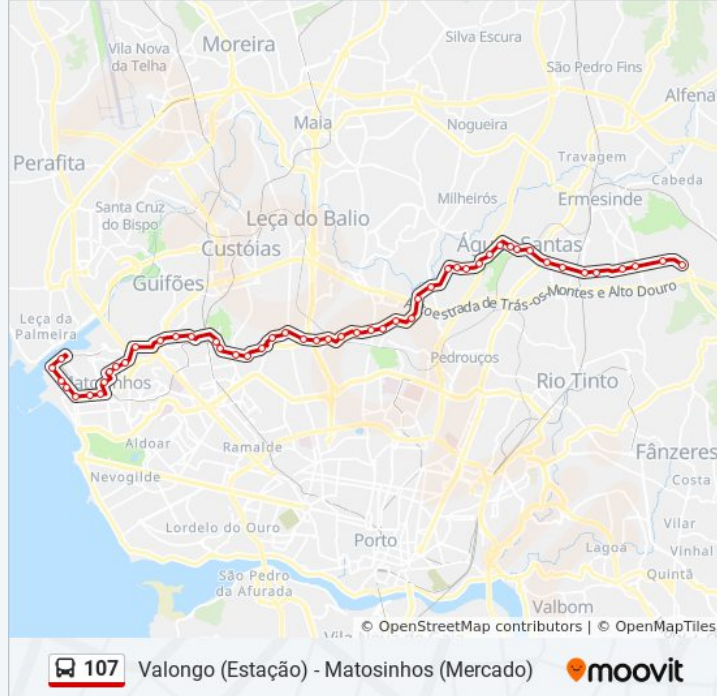 Vila Nova
da Telha
Moreira
Silva Escura
São Pedro Fins
Alfena
Maia
Nogueira
Perafita
Travagem
Cabeda
Milheirós
Ermesinde
Santa Cruz
do Bispo
Leça do Balio
Custóias
Águas Santas
Guifões
Autoestrada de Trás-os-Montes e Alto Douro
Leça da
Palmeira
Pedrouços
Matosinhos
Rio Tinto
Aldoar
Ramalde
Fânzeres
Nevogilde
Costa
Lordelo do Ouro
Porto
Vilar
Lagoa
Vinhal
São Pedro
da Afurada
Quintã
Valbom
© OpenStreetMap contributors | © OpenMapTiles
107 Valongo (Estação) - Matosinhos (Mercado) moovit